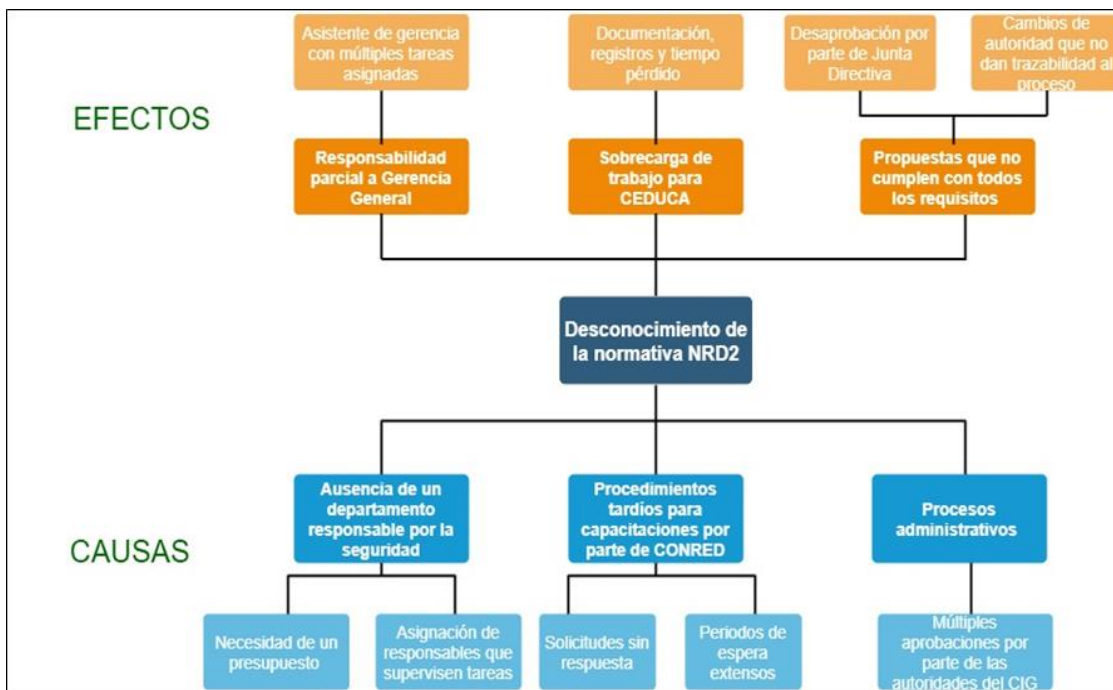 Asistente de gerencia
con múltiples tareas
asignadas
Documentación,
registros y tiempo
pérdido
Desaprobación por
parte de Junta
Directiva
Cambios de
autoridad que no
dan trazabilidad al
proceso
EFECTOS
Responsabilidad
parcial a Gerencia
General
Sobrecarga de
trabajo para
CEDUCA
Propuestas que no
cumplen con todos
los requisitos
Desconocimiento de
la normativa NRD2
Ausencia de un
departamento
responsable por la
seguridad
Procedimientos
tardíos para
capacitaciones por
parte de CONRED
Procesos
administrativos
CAUSAS
Necesidad de un
presupuesto
Asignación de
responsables que
supervisen tareas
Solicitudes sin
respuesta
Periodos de
espera
extensos
Múltiples
aprobaciones por
parte de las
autoridades del CIG